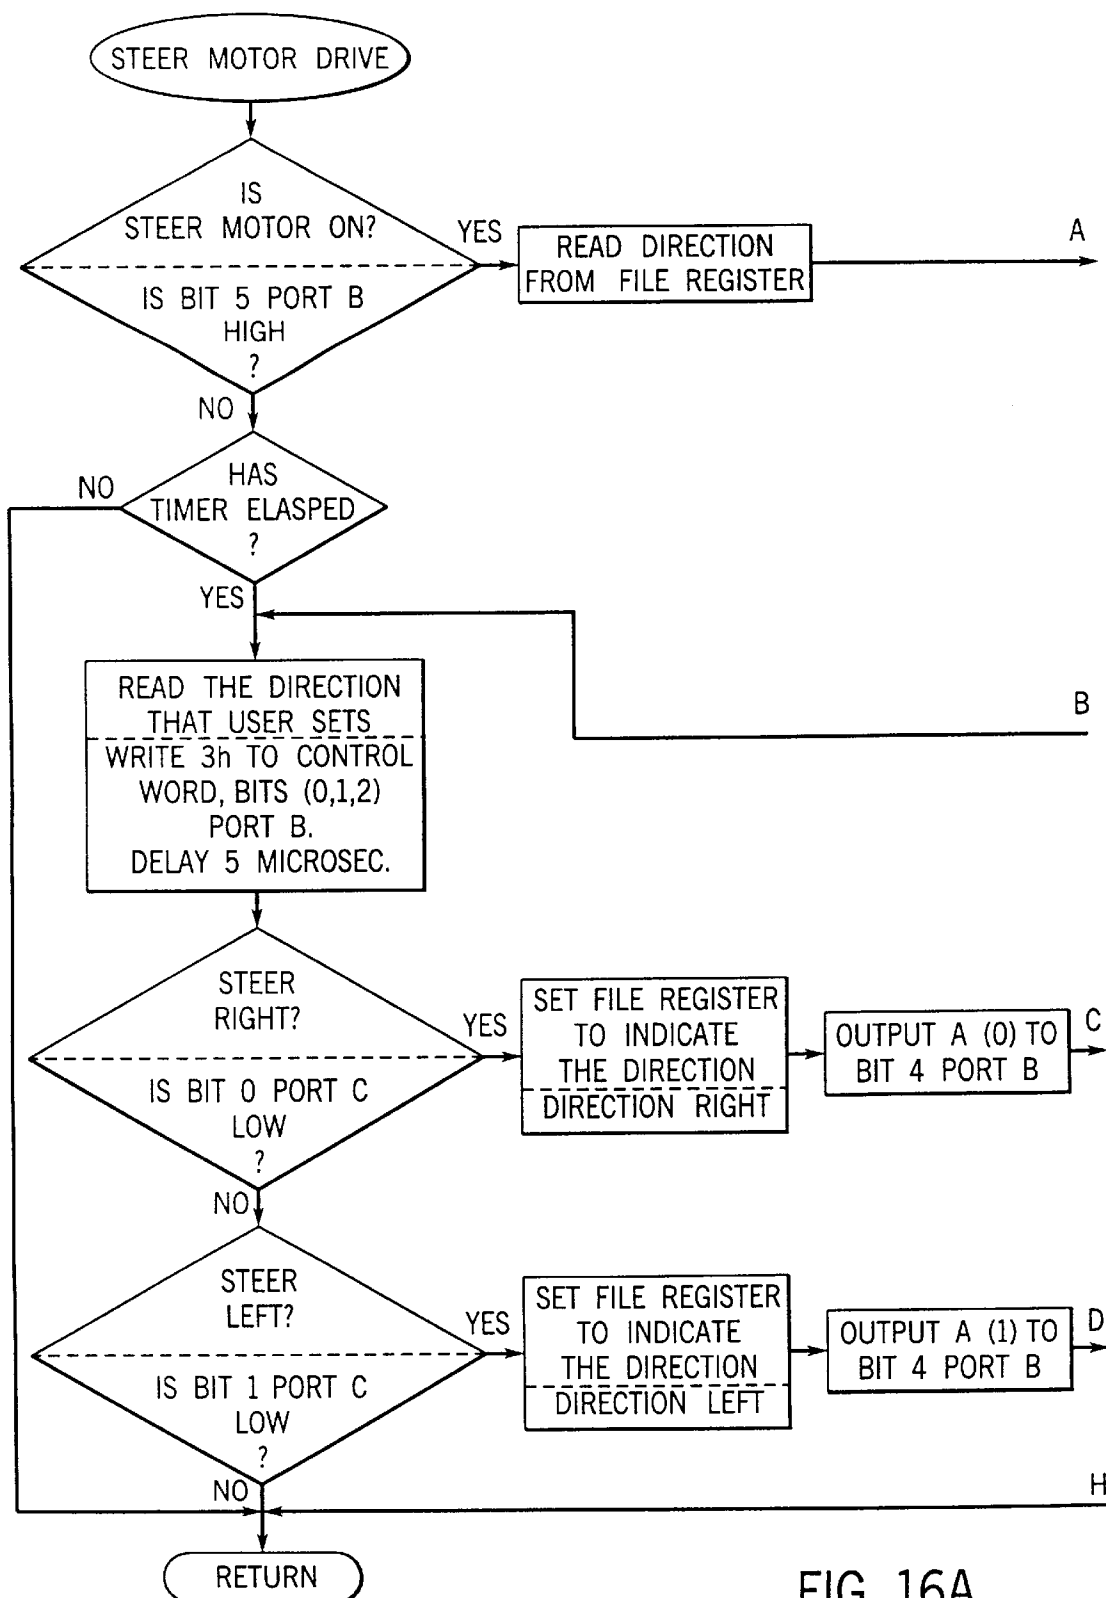 STEER MOTOR DRIVE
IS
STEER MOTOR ON?
IS BIT 5 PORT B
HIGH
?
YES
READ DIRECTION
FROM FILE REGISTER
A
NO
HAS
TIMER ELASPED
?
NO
YES
READ THE DIRECTION
THAT USER SETS
WRITE 3h TO CONTROL
WORD, BITS (0,1,2)
PORT B.
DELAY 5 MICROSEC.
B
STEER
RIGHT?
IS BIT 0 PORT C
LOW
?
YES
SET FILE REGISTER
TO INDICATE
THE DIRECTION
DIRECTION RIGHT
OUTPUT A (0) TO
BIT 4 PORT B
C
NO
STEER
LEFT?
IS BIT 1 PORT C
LOW
?
YES
SET FILE REGISTER
TO INDICATE
THE DIRECTION
DIRECTION LEFT
OUTPUT A (1) TO
BIT 4 PORT B
D
NO
H
RETURN
FIG. 16A